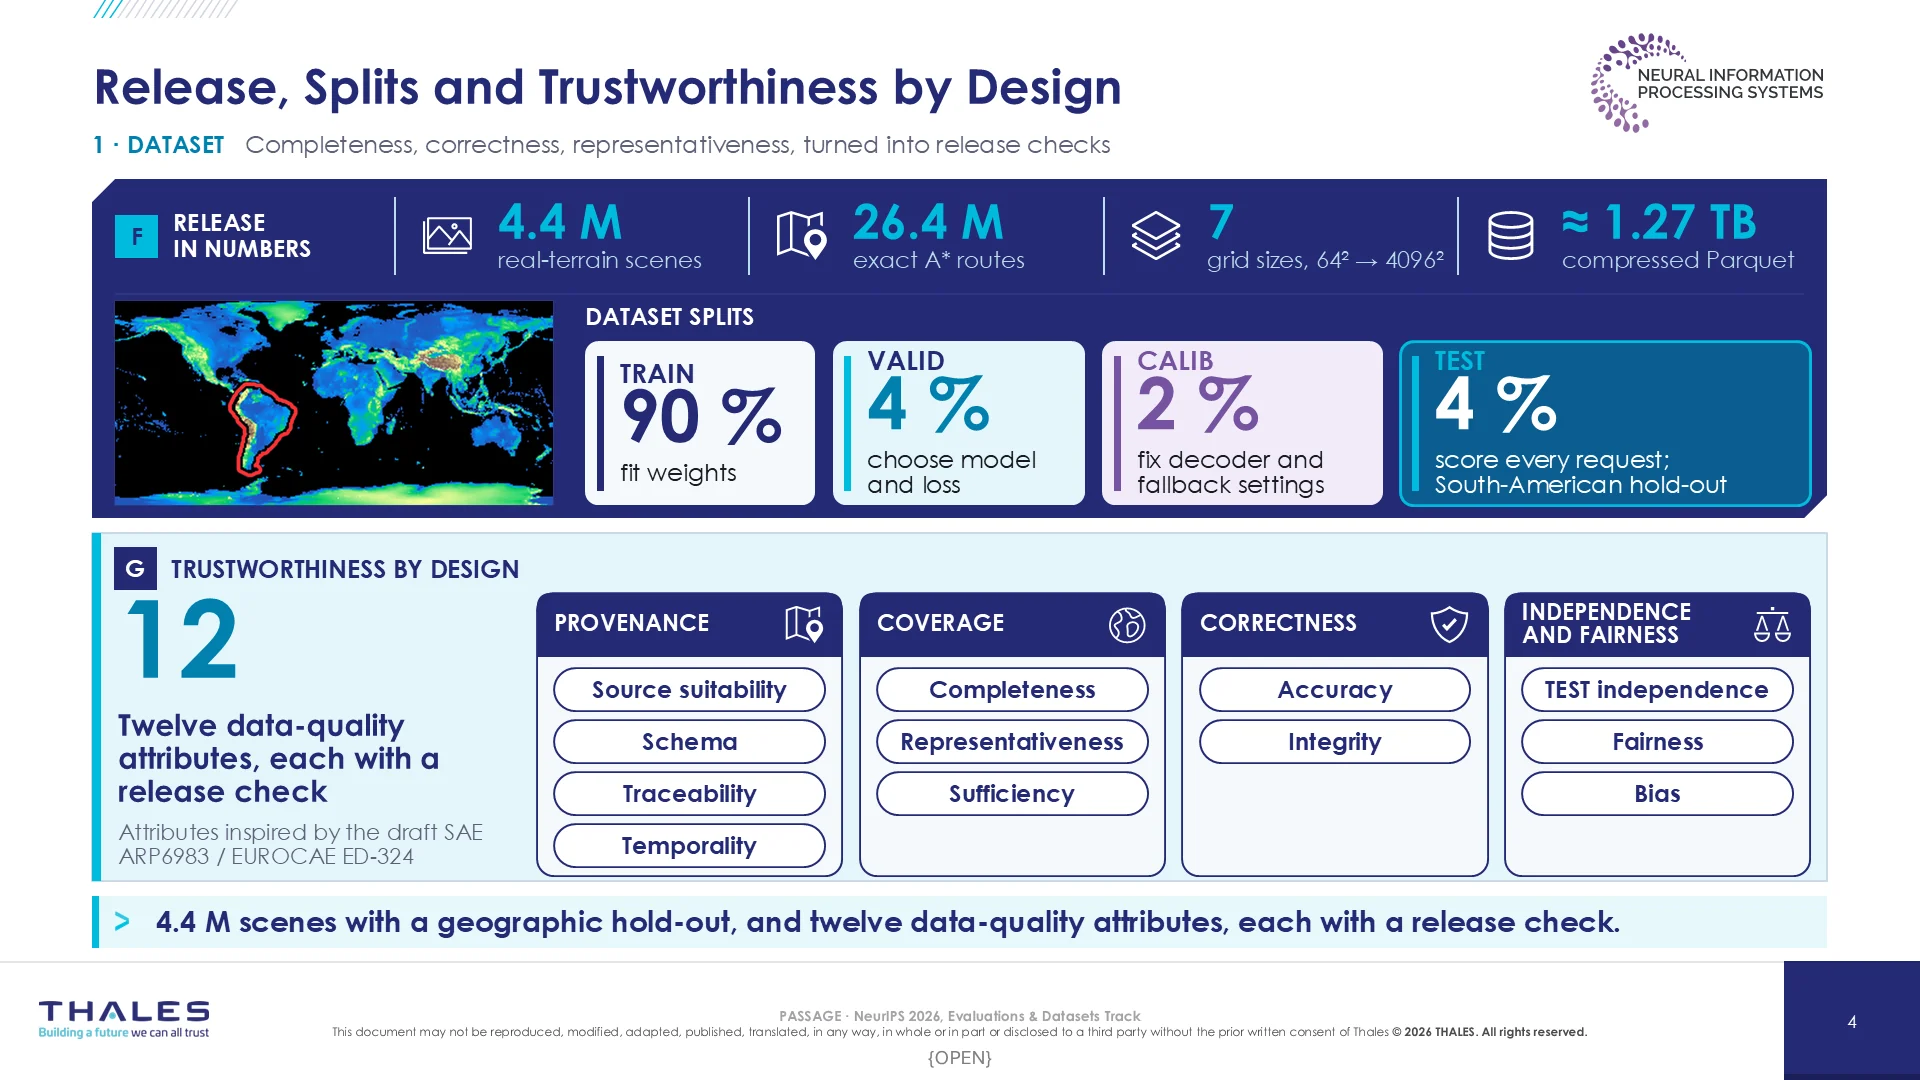 Release, Splits and Trustworthiness by Design
NEURAL INFORMATION
PROCESSING SYSTEMS
1 · DATASET Completeness, correctness, representativeness, turned into release checks
F
RELEASE
IN NUMBERS
4.4 M
real-terrain scenes
26.4 M
exact A* routes
7
grid sizes, 64² → 4096²
≈ 1.27 TB
compressed Parquet
DATASET SPLITS
TRAIN
90 %
fit weights
VALID
4 %
choose model
and loss
CALIB
2 %
fix decoder and
fallback settings
TEST
4 %
score every request;
South-American hold-out
G
TRUSTWORTHINESS BY DESIGN
12
Twelve data-quality
attributes, each with a
release check
Attributes inspired by the draft SAE
ARP6983 / EUROCAE ED-324
PROVENANCE
Source suitability
Schema
Traceability
Temporality
COVERAGE
Completeness
Representativeness
Sufficiency
CORRECTNESS
Accuracy
Integrity
INDEPENDENCE
AND FAIRNESS
TEST independence
Fairness
Bias
> 4.4 M scenes with a geographic hold-out, and twelve data-quality attributes, each with a release check.
THALES
Building a future we can all trust
PASSAGE · NeurIPS 2026, Evaluations & Datasets Track
This document may not be reproduced, modified, adapted, published, translated, in any way, in whole or in part or disclosed to a third party without the prior written consent of Thales © 2026 THALES. All rights reserved.
{OPEN}
4